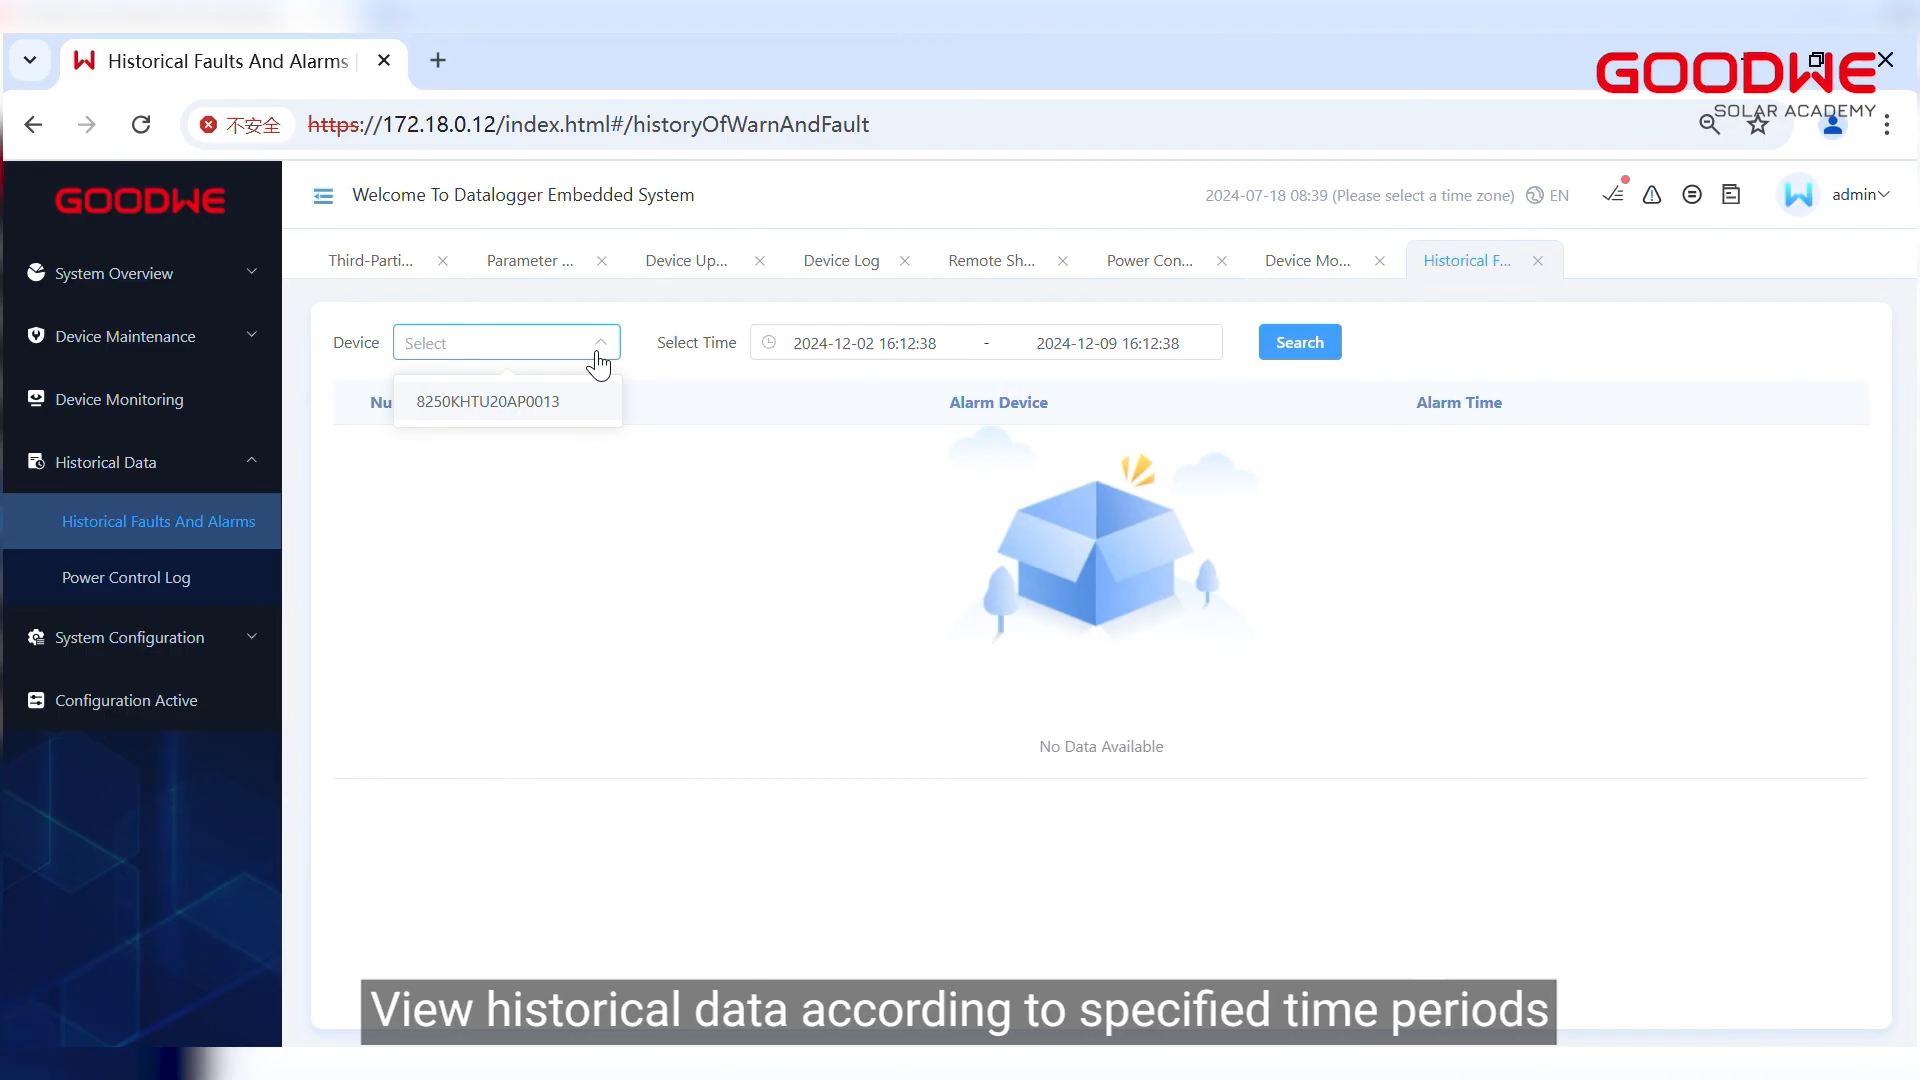 Historical Faults And Alarms
GOODWE
SOLAR ACADEMY
不安全 https://172.18.0.12/index.html#/historyOfWarnAndFault
GOODWE
Welcome To Datalogger Embedded System
2024-07-18 08:39 (Please select a time zone) EN
admin
System Overview
Device Maintenance
Device Monitoring
Historical Data
Historical Faults And Alarms
Power Control Log
System Configuration
Configuration Active
Third-Parti... Parameter ... Device Up... Device Log Remote Sh... Power Con... Device Mo... Historical F...
Device Select Select Time 2024-12-02 16:12:38 - 2024-12-09 16:12:38 Search
Nu Alarm Device Alarm Time
8250KHTU20AP0013
No Data Available
View historical data according to specified time periods